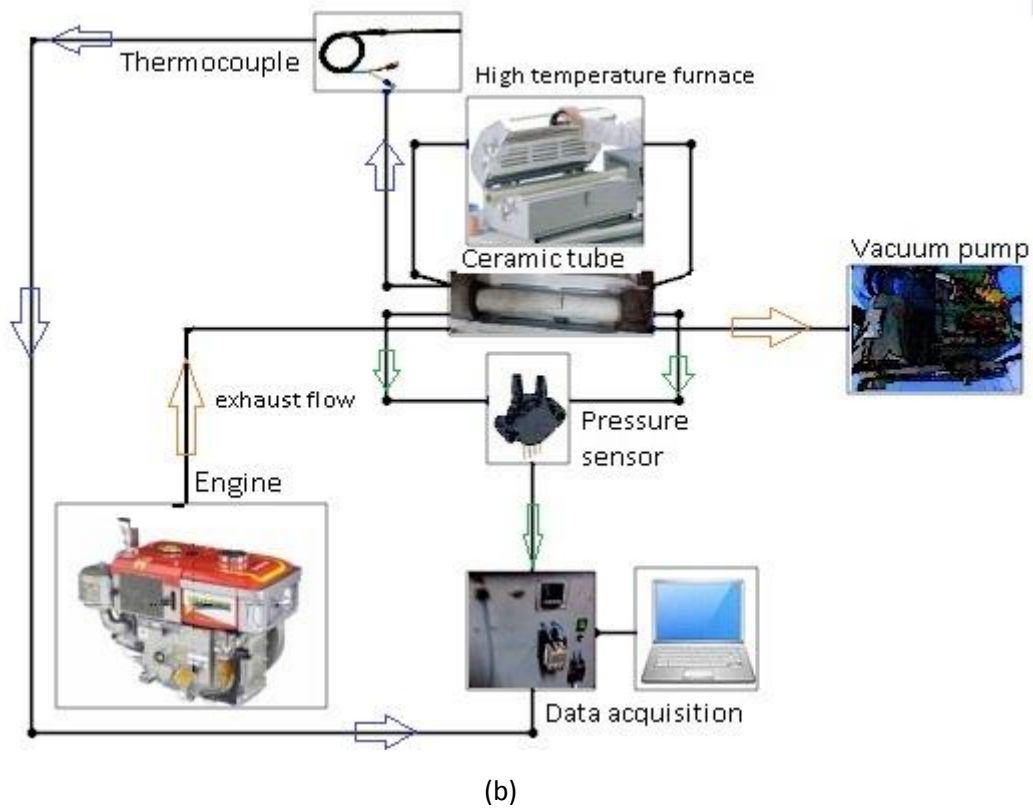 Thermocouple
High temperature furnace
Ceramic tube
Vacuum pump
exhaust flow
Pressure
sensor
Engine
Data acquisition
(b)